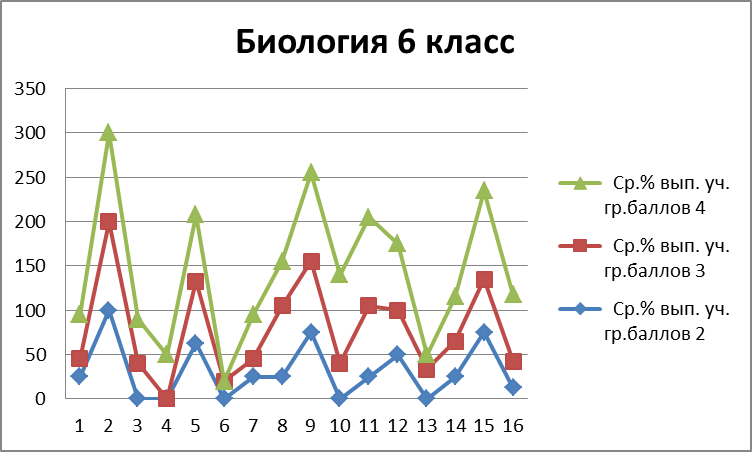 Биология 6 класс
350
300
250
200
150
100
50
0
1 2 3 4 5 6 7 8 9 10 11 12 13 14 15 16
Ср.% вып. уч.
гр.баллов 4
Ср.% вып. уч.
гр.баллов 3
Ср.% вып. уч.
гр.баллов 2